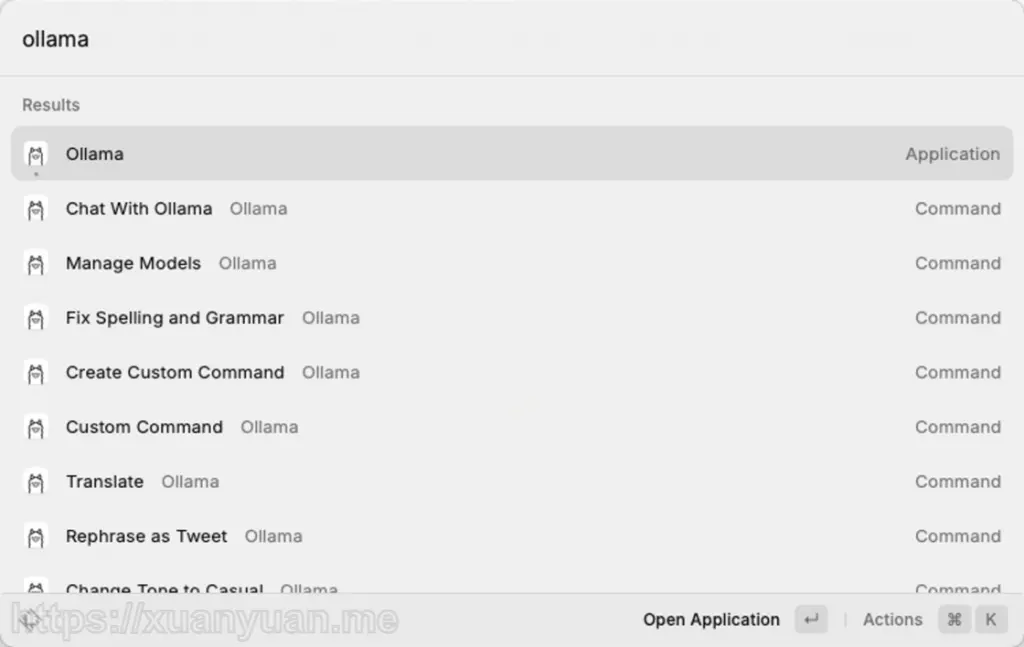 ollama
Results
Ollama Application
Chat With Ollama Ollama Command
Manage Models Ollama Command
Fix Spelling and Grammar Ollama Command
Create Custom Command Ollama Command
Custom Command Ollama Command
Translate Ollama Command
Rephrase as Tweet Ollama Command
Change Tone to Casual Ollama Command
https://xuanyuan.me Open Application ↵ | Actions ⌘ K